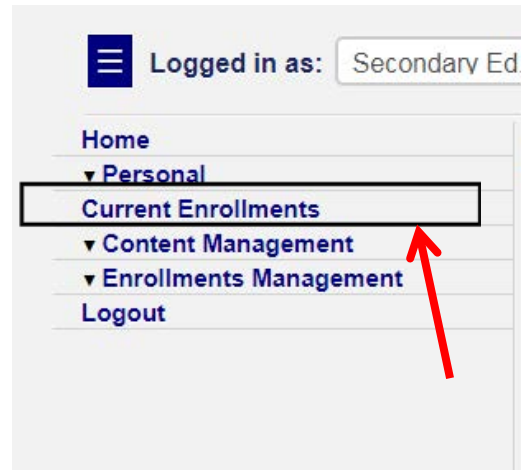 Logged in as: Secondary Ed.
Home
▾ Personal
Current Enrollments
▾ Content Management
▾ Enrollments Management
Logout